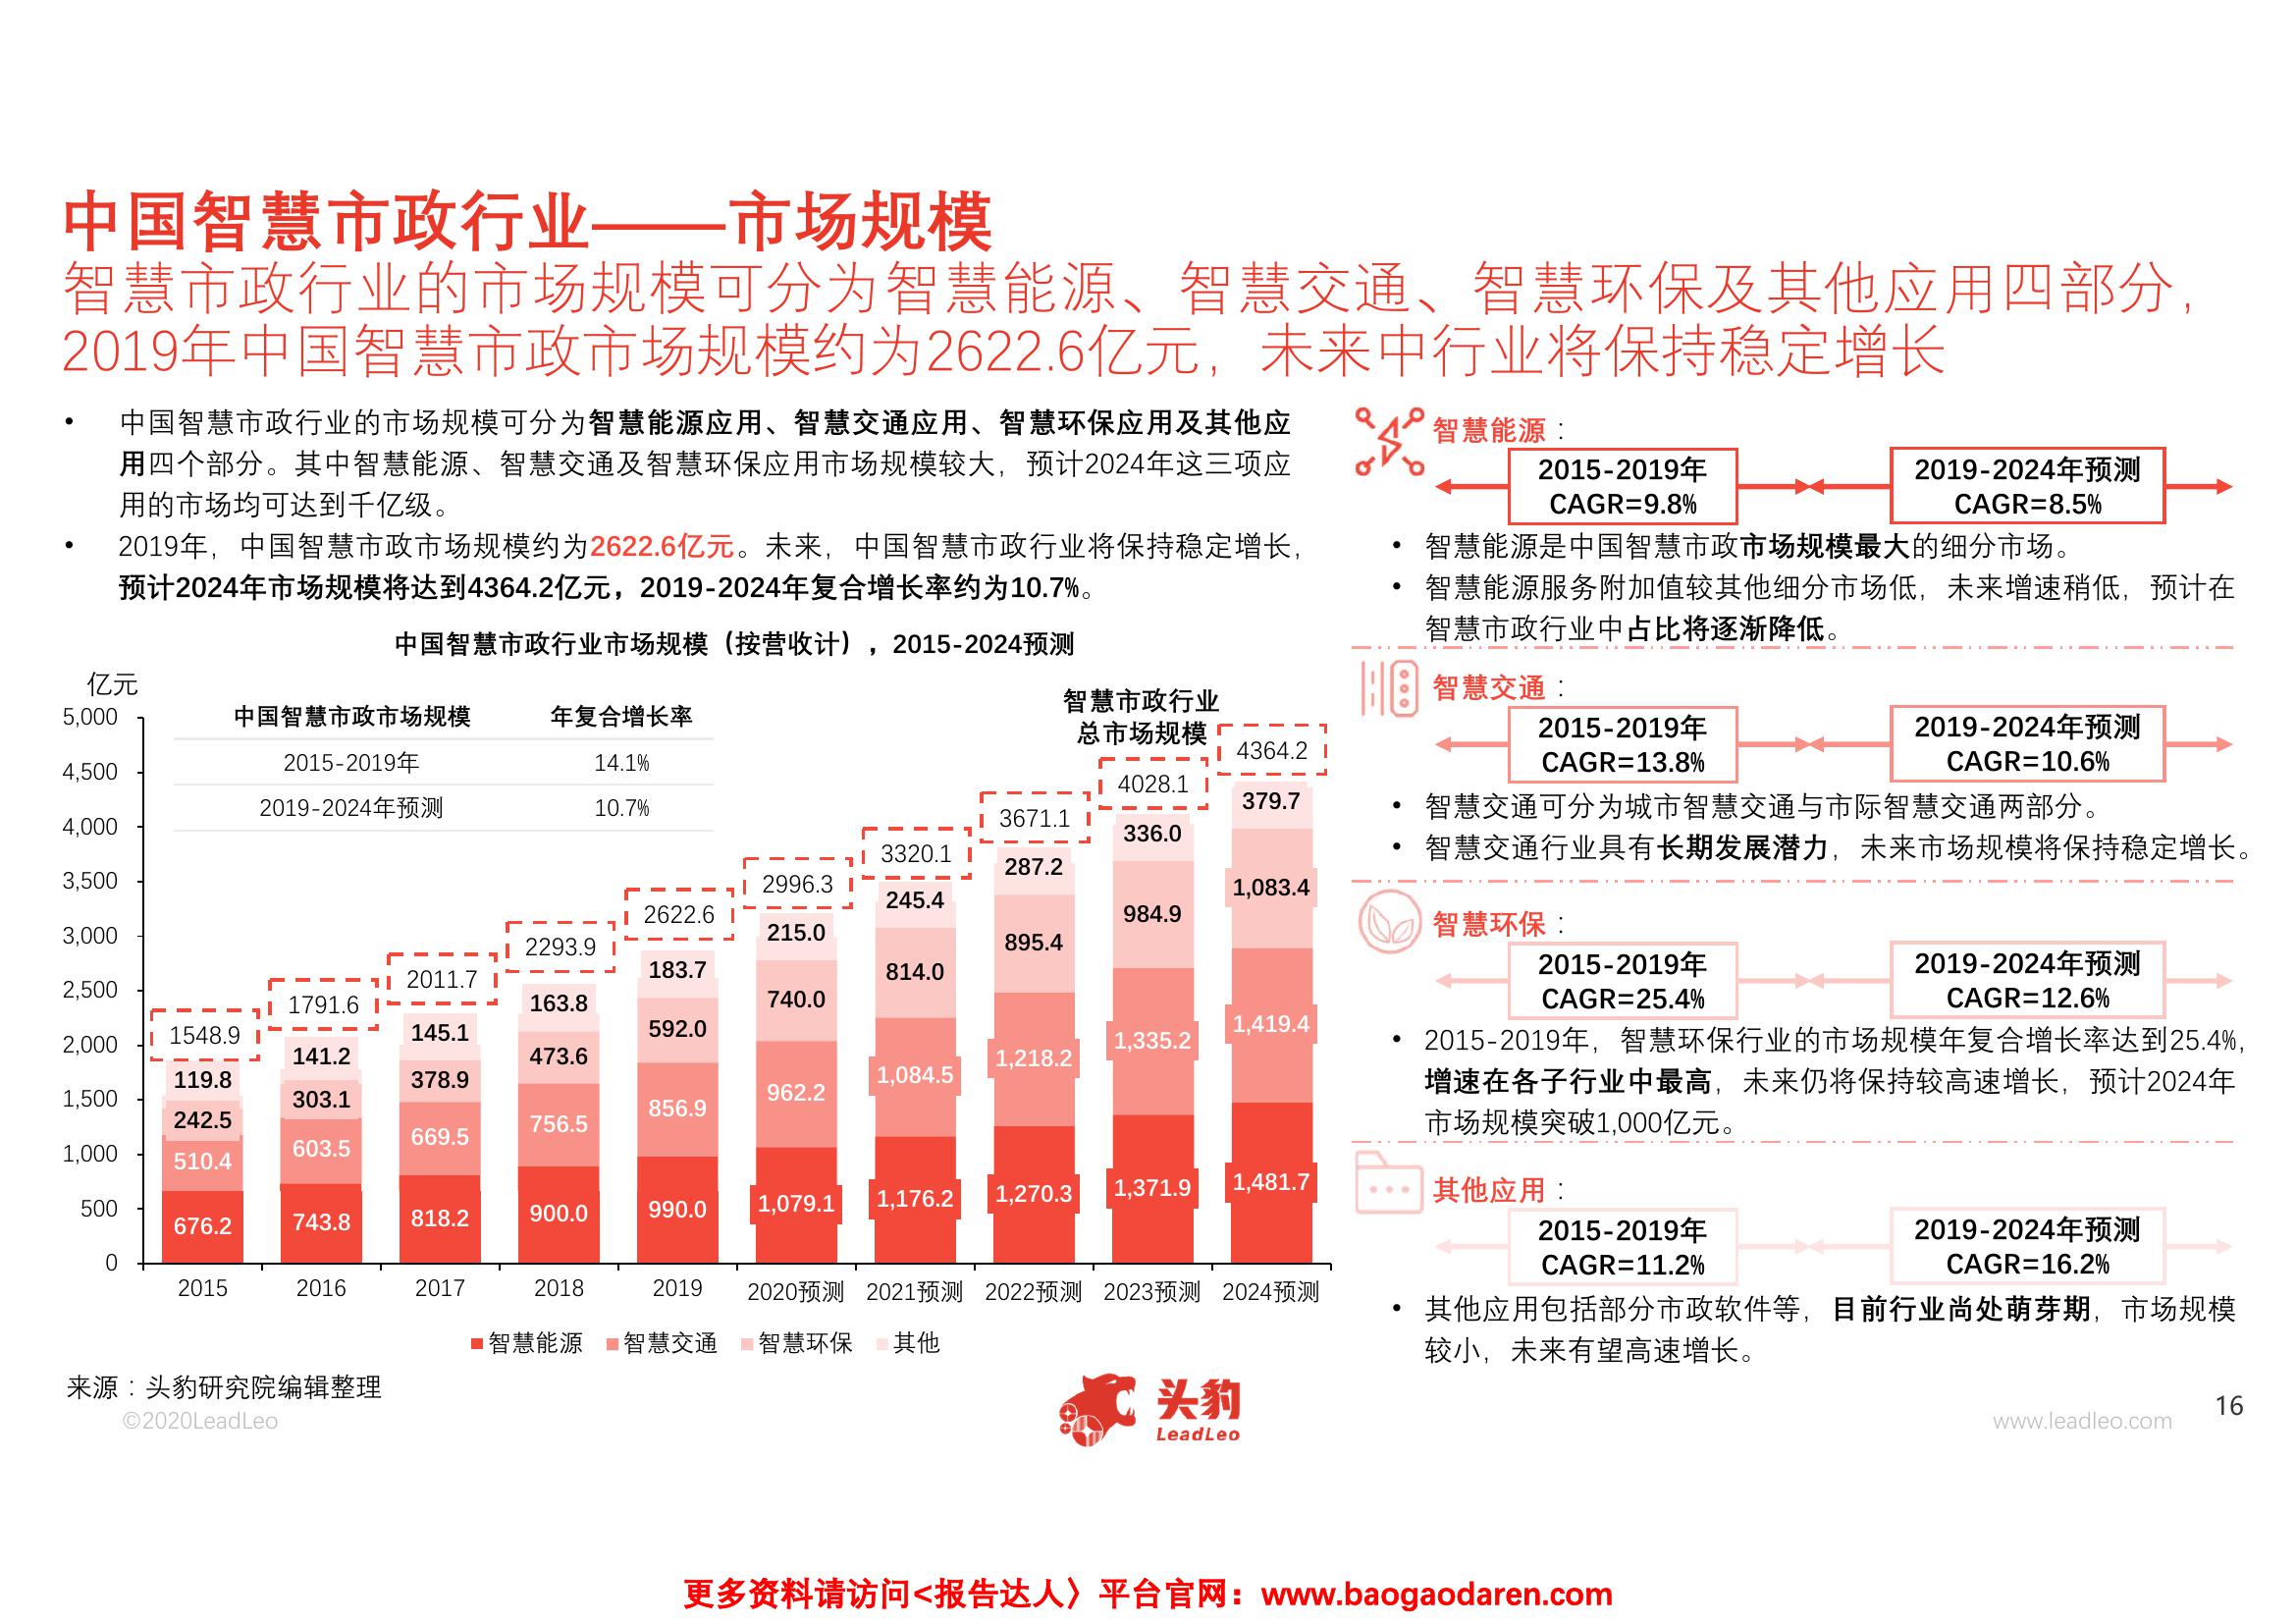 中国智慧市政行业——市场规模
智慧市政行业的市场规模可分为智慧能源、智慧交通、智慧环保及其他应用四部分，
2019年中国智慧市政市场规模约为2622.6亿元，未来中行业将保持稳定增长
• 中国智慧市政行业的市场规模可分为智慧能源应用、智慧交通应用、智慧环保应用及其他应
用四个部分。其中智慧能源、智慧交通及智慧环保应用市场规模较大，预计2024年这三项应
用的市场均可达到千亿级。
• 2019年，中国智慧市政市场规模约为2622.6亿元。未来，中国智慧市政行业将保持稳定增长，
预计2024年市场规模将达到4364.2亿元，2019-2024年复合增长率约为10.7%。
中国智慧市政行业市场规模（按营收计），2015-2024预测
亿元
中国智慧市政市场规模 年复合增长率
2015-2019年 14.1%
2019-2024年预测 10.7%
智慧市政行业
总市场规模
5,000
4,500
4,000
3,500
3,000
2,500
2,000
1,500
1,000
500
0
1548.9 1791.6 2011.7 2293.9 2622.6 2996.3 3320.1 3671.1 4028.1 4364.2
119.8 141.2 145.1 163.8 183.7 215.0 245.4 287.2 336.0 379.7
242.5 303.1 378.9 473.6 592.0 740.0 814.0 895.4 984.9 1,083.4
510.4 603.5 669.5 756.5 856.9 962.2 1,084.5 1,218.2 1,335.2 1,419.4
676.2 743.8 818.2 900.0 990.0 1,079.1 1,176.2 1,270.3 1,371.9 1,481.7
2015 2016 2017 2018 2019 2020预测 2021预测 2022预测 2023预测 2024预测
智慧能源 智慧交通 智慧环保 其他
智慧能源：
2015-2019年
CAGR=9.8%
2019-2024年预测
CAGR=8.5%
• 智慧能源是中国智慧市政市场规模最大的细分市场。
• 智慧能源服务附加值较其他细分市场低，未来增速稍低，预计在
智慧市政行业中占比将逐渐降低。
智慧交通：
2015-2019年
CAGR=13.8%
2019-2024年预测
CAGR=10.6%
• 智慧交通可分为城市智慧交通与市际智慧交通两部分。
• 智慧交通行业具有长期发展潜力，未来市场规模将保持稳定增长。
智慧环保：
2015-2019年
CAGR=25.4%
2019-2024年预测
CAGR=12.6%
• 2015-2019年，智慧环保行业的市场规模年复合增长率达到25.4%，
增速在各子行业中最高，未来仍将保持较高速增长，预计2024年
市场规模突破1,000亿元。
其他应用：
2015-2019年
CAGR=11.2%
2019-2024年预测
CAGR=16.2%
• 其他应用包括部分市政软件等，目前行业尚处萌芽期，市场规模
较小，未来有望高速增长。
来源：头豹研究院编辑整理
©2020LeadLeo
头豹
LeadLeo
www.leadleo.com
16
更多资料请访问<报告达人〉平台官网：www.baogaodaren.com